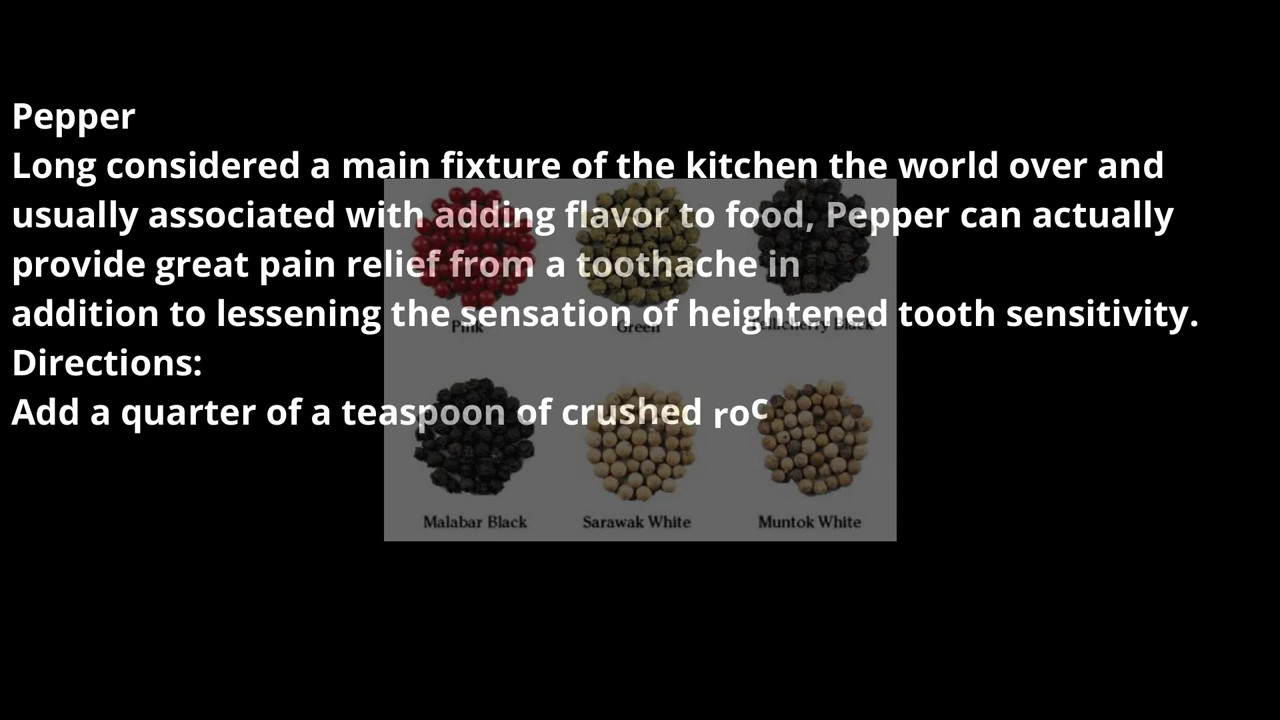 Pepper
Long considered a main fixture of the kitchen the world over and
usually associated with adding flavor to food, Pepper can actually
provide great pain relief from a toothache in
addition to lessening the sensation of heightened tooth sensitivity.
Pink Green Tellicherry Black
Directions:
Add a quarter of a teaspoon of crushed roc
Malabar Black Sarawak White Muntok White